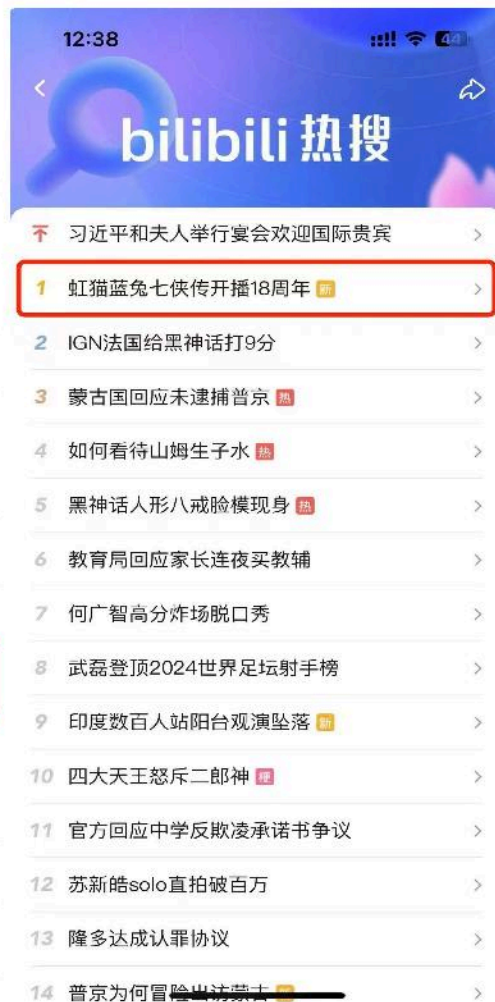 12:38
44
bilibili 热搜
习近平和夫人举行宴会欢迎国际贵宾
1 虹猫蓝兔七侠传开播18周年 新
2 IGN法国给黑神话打9分
3 蒙古国回应未逮捕普京 热
4 如何看待山姆生子水 热
5 黑神话人形八戒脸模现身 热
6 教育局回应家长连夜买教辅
7 何广智高分炸场脱口秀
8 武磊登顶2024世界足坛射手榜
9 印度数百人站阳台观演坠落 新
10 四大天王怒斥二郎神 梗
11 官方回应中学反欺凌承诺书争议
12 苏新皓solo直拍破百万
13 隆多达成认罪协议
14 普京为何冒险出访蒙古